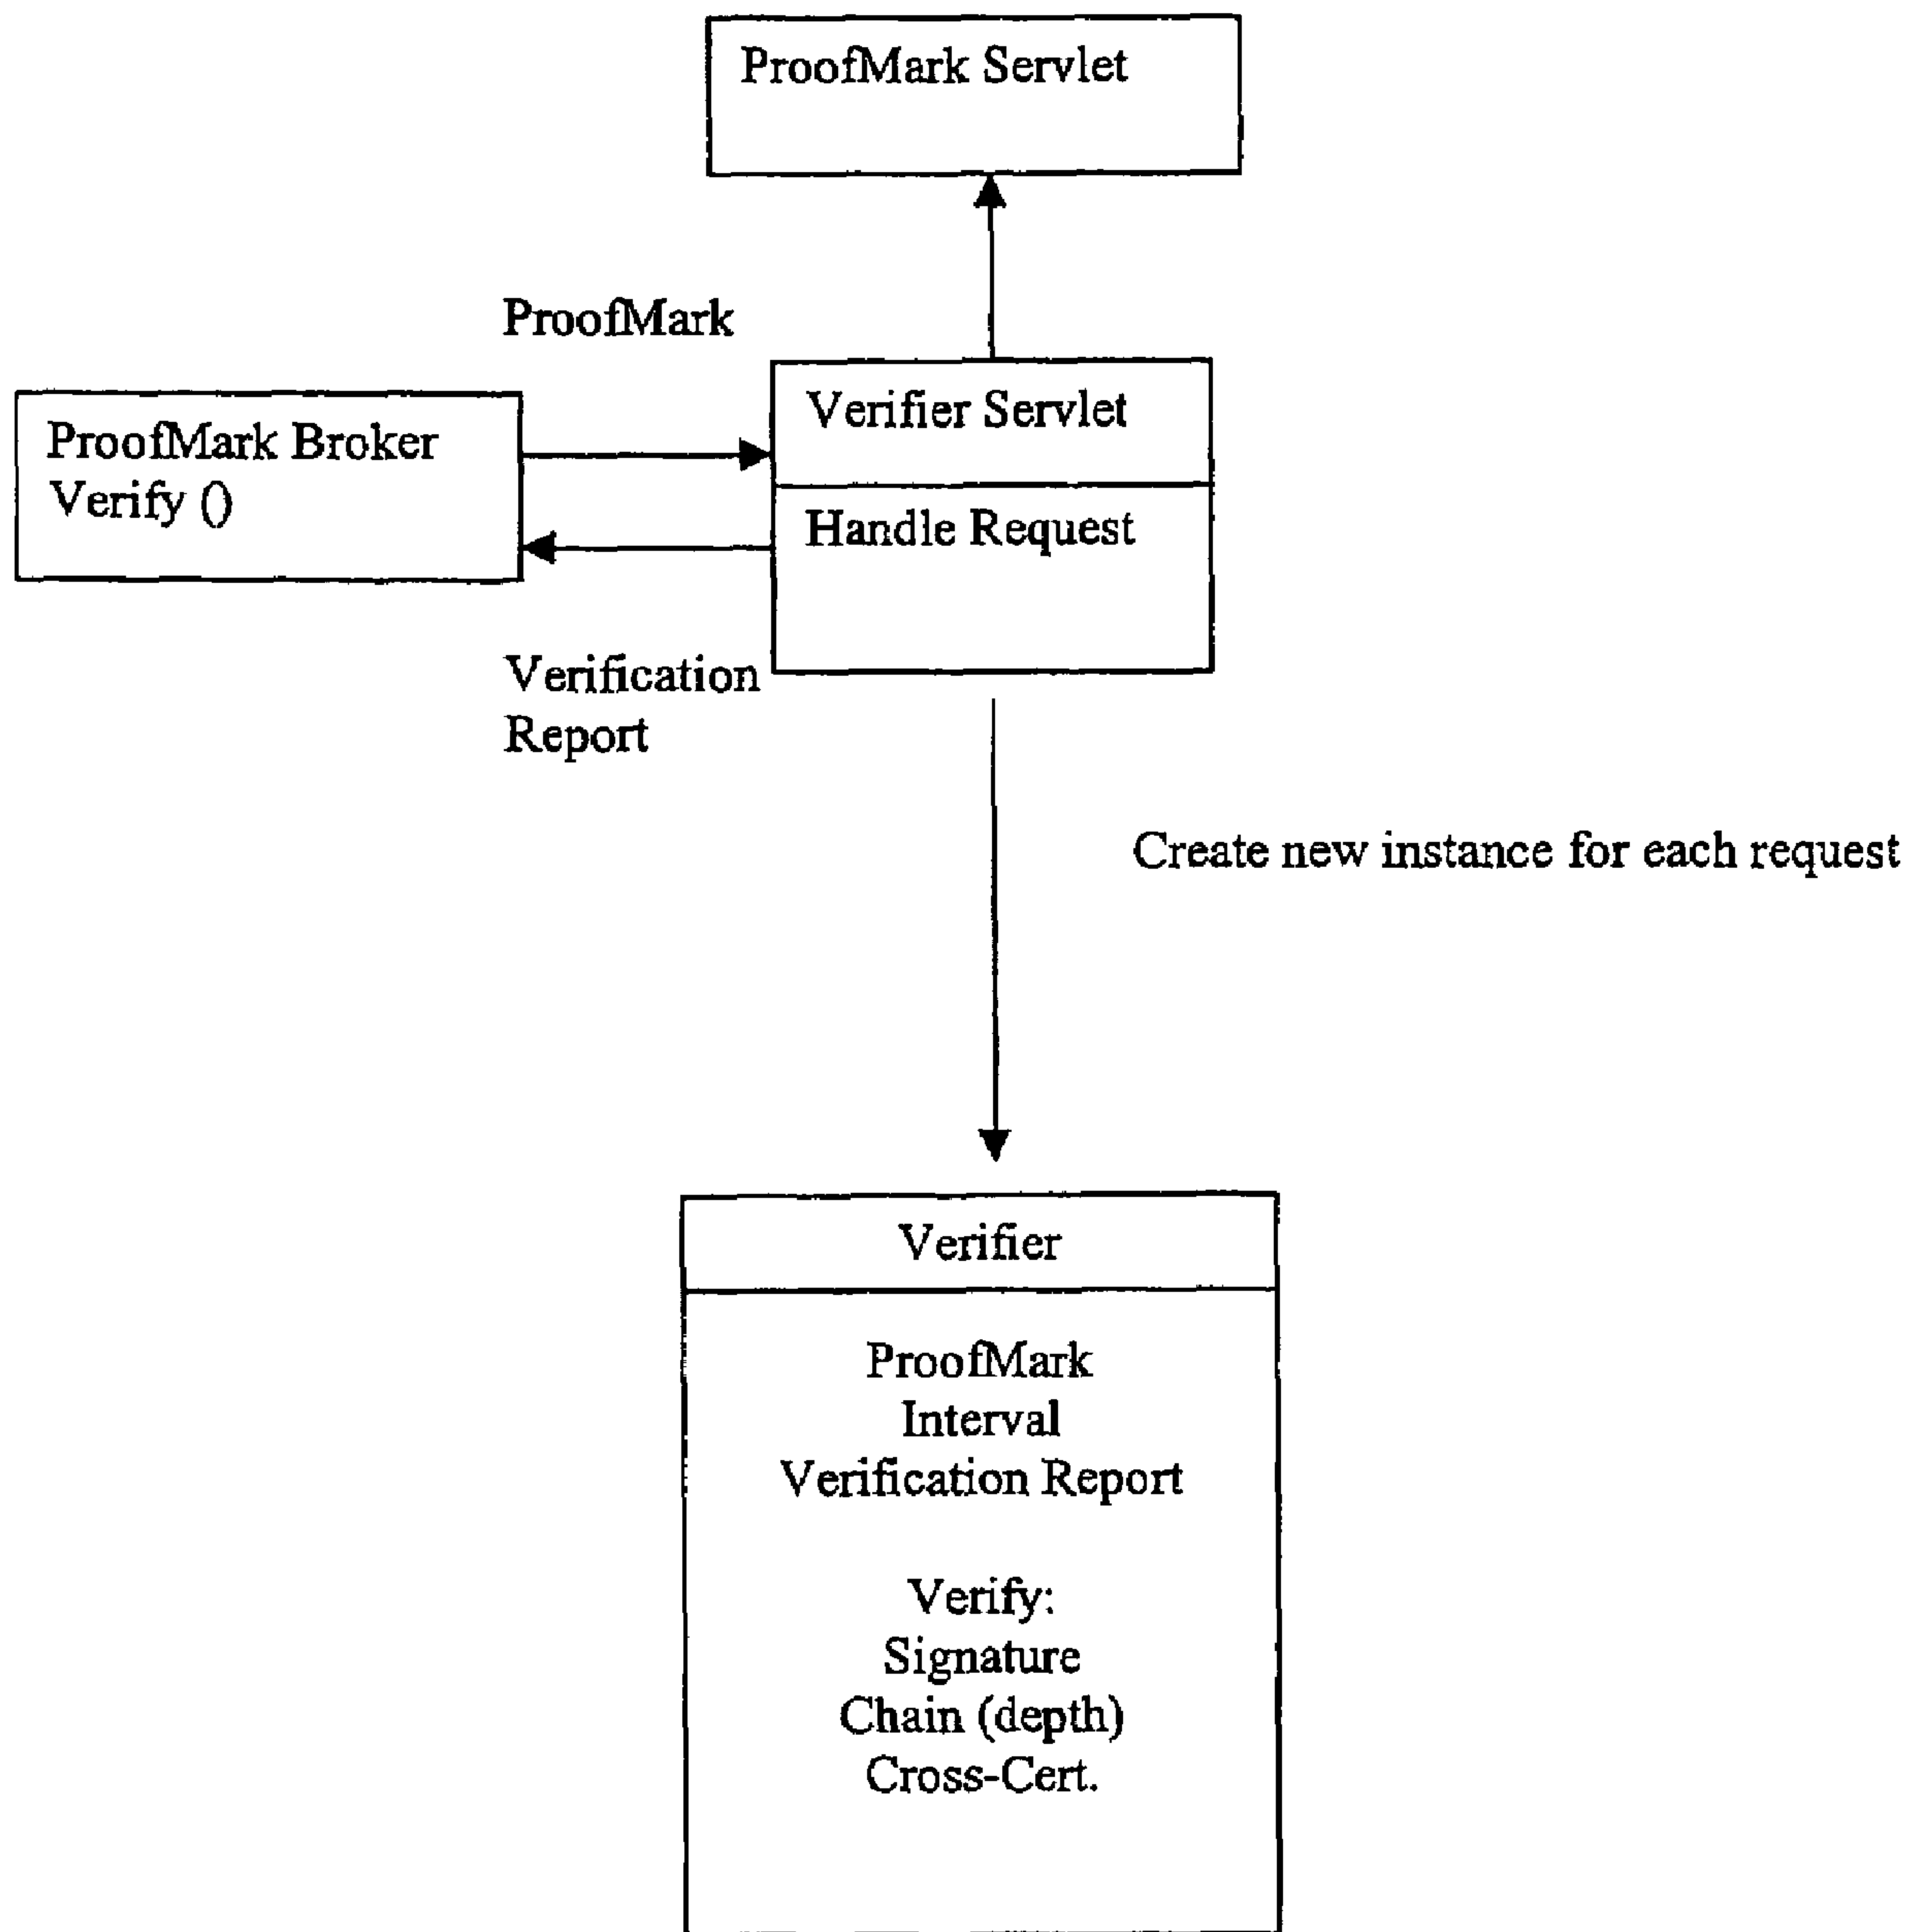 ProofMark Servlet
ProofMark
ProofMark Broker
Verify ()
Verifier Servlet
Handle Request
Verification
Report
Create new instance for each request
Verifier
ProofMark
Interval
Verification Report
Verify:
Signature
Chain (depth)
Cross-Cert.